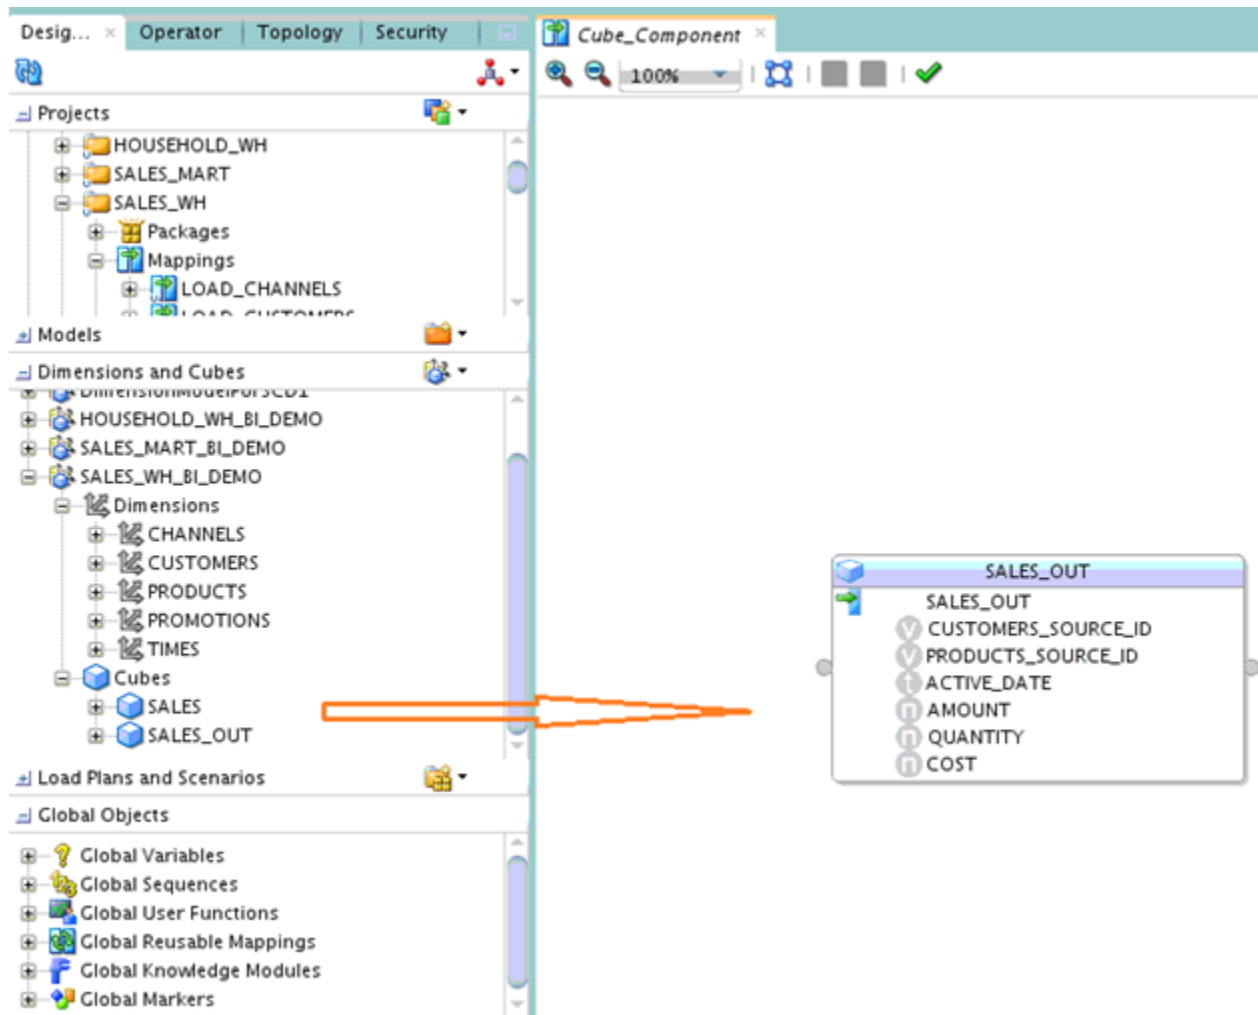 Desig...
Operator
Topology
Security
Cube_Component
100%
Projects
HOUSEHOLD_WH
SALES_MART
SALES_WH
Packages
Mappings
LOAD_CHANNELS
LOAD_CUSTOMERS
Models
Dimensions and Cubes
DimensionModelForSCD1
HOUSEHOLD_WH_BI_DEMO
SALES_MART_BI_DEMO
SALES_WH_BI_DEMO
Dimensions
CHANNELS
CUSTOMERS
PRODUCTS
PROMOTIONS
TIMES
Cubes
SALES
SALES_OUT
Load Plans and Scenarios
Global Objects
Global Variables
Global Sequences
Global User Functions
Global Reusable Mappings
Global Knowledge Modules
Global Markers
SALES_OUT
SALES_OUT
V CUSTOMERS_SOURCE_ID
V PRODUCTS_SOURCE_ID
t ACTIVE_DATE
n AMOUNT
n QUANTITY
n COST